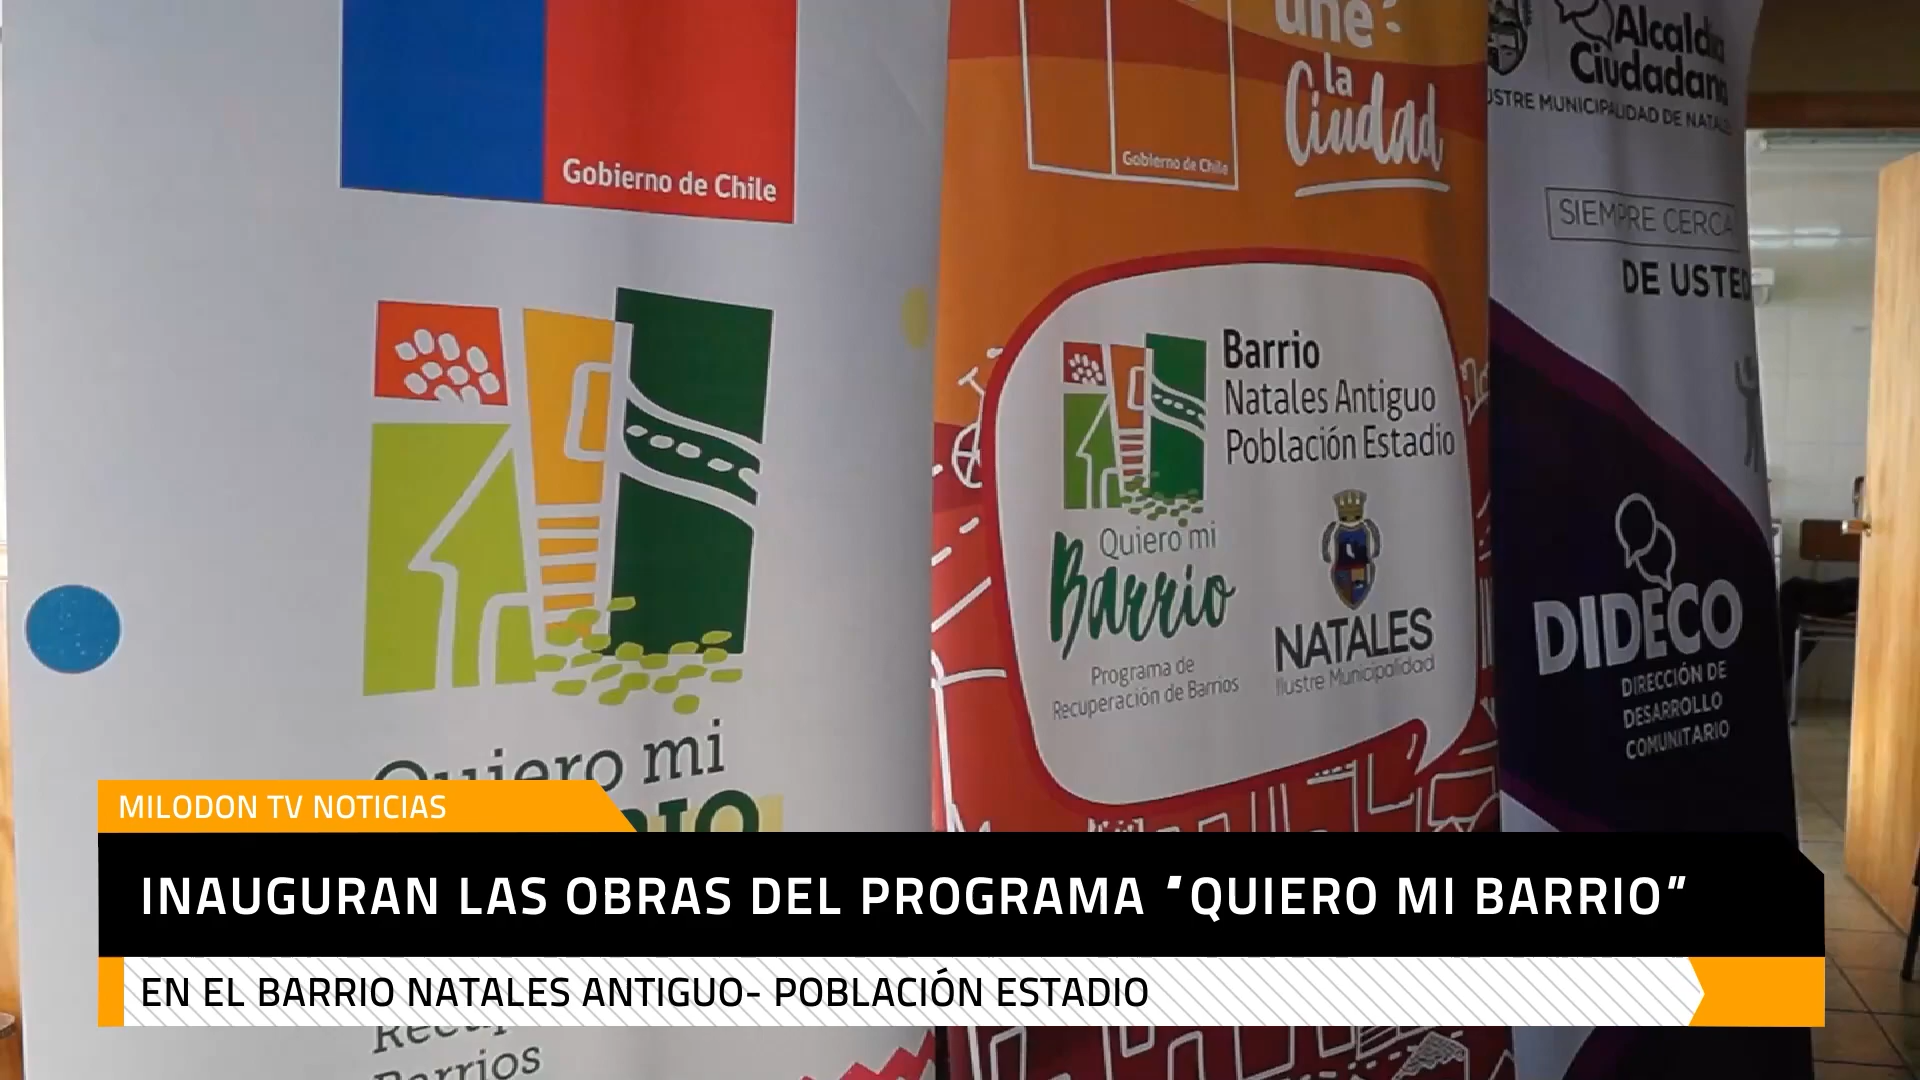 Gobierno de Chile
Quiero mi
Barrios
une
la
Ciudad
Gobierno de Chile
Barrio
Natales Antiguo
Población Estadio
Quiero mi
Barrio
Programa de
Recuperación de Barrios
NATALES
Ilustre Municipalidad
Alcaldía
Ciudadana
MUNICIPALIDAD DE NATALES
SIEMPRE CERCA
DE USTED
DIDECO
DIRECCIÓN DE
DESARROLLO
COMUNITARIO
MILODON TV NOTICIAS
INAUGURAN LAS OBRAS DEL PROGRAMA “QUIERO MI BARRIO”
EN EL BARRIO NATALES ANTIGUO- POBLACIÓN ESTADIO